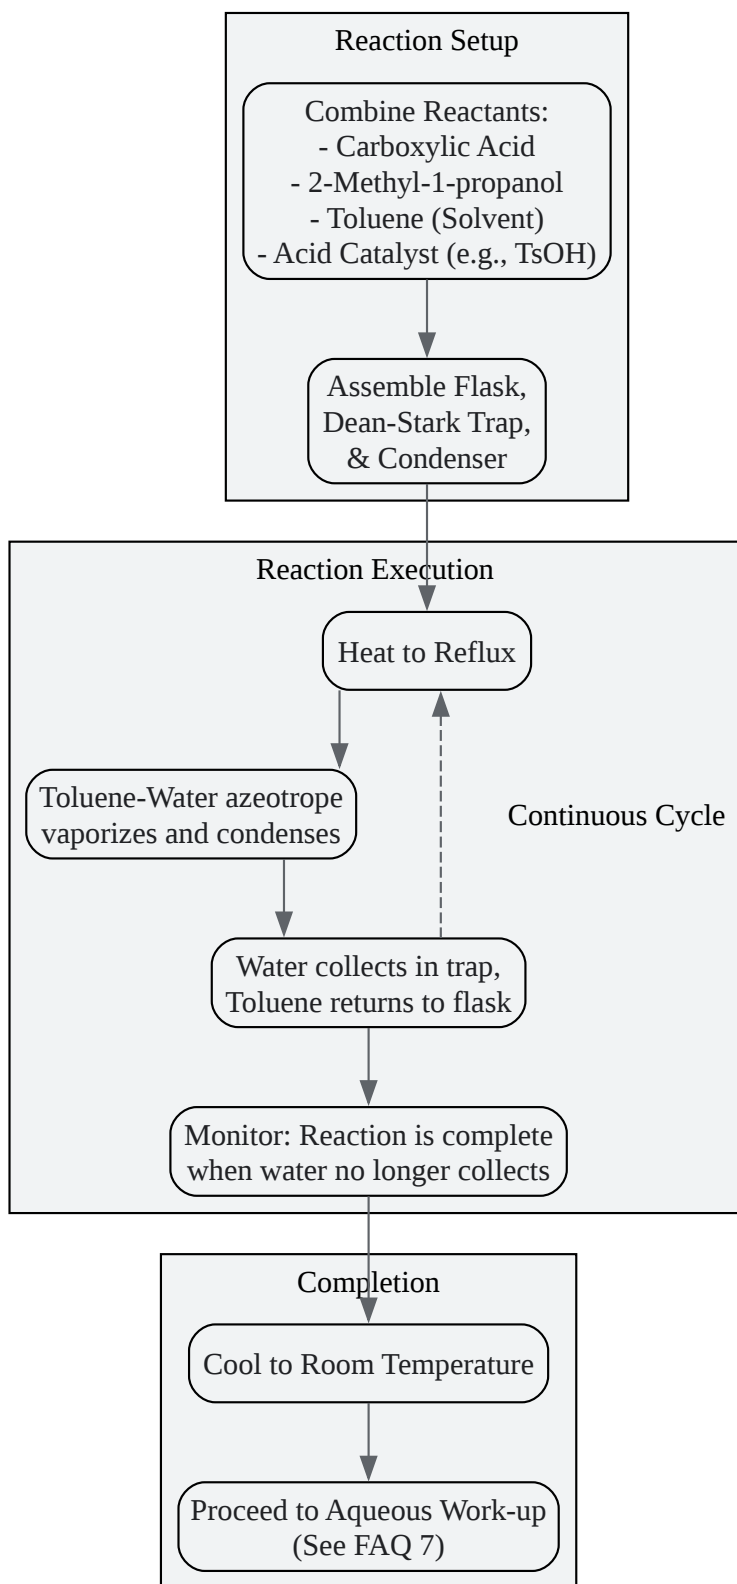 Reaction Setup
Combine Reactants:
- Carboxylic Acid
- 2-Methyl-1-propanol
- Toluene (Solvent)
- Acid Catalyst (e.g., TsOH)
Assemble Flask,
Dean-Stark Trap,
& Condenser
Reaction Execution
Heat to Reflux
Toluene-Water azeotrope
vaporizes and condenses
Continuous Cycle
Water collects in trap,
Toluene returns to flask
Monitor: Reaction is complete
when water no longer collects
Completion
Cool to Room Temperature
Proceed to Aqueous Work-up
(See FAQ 7)